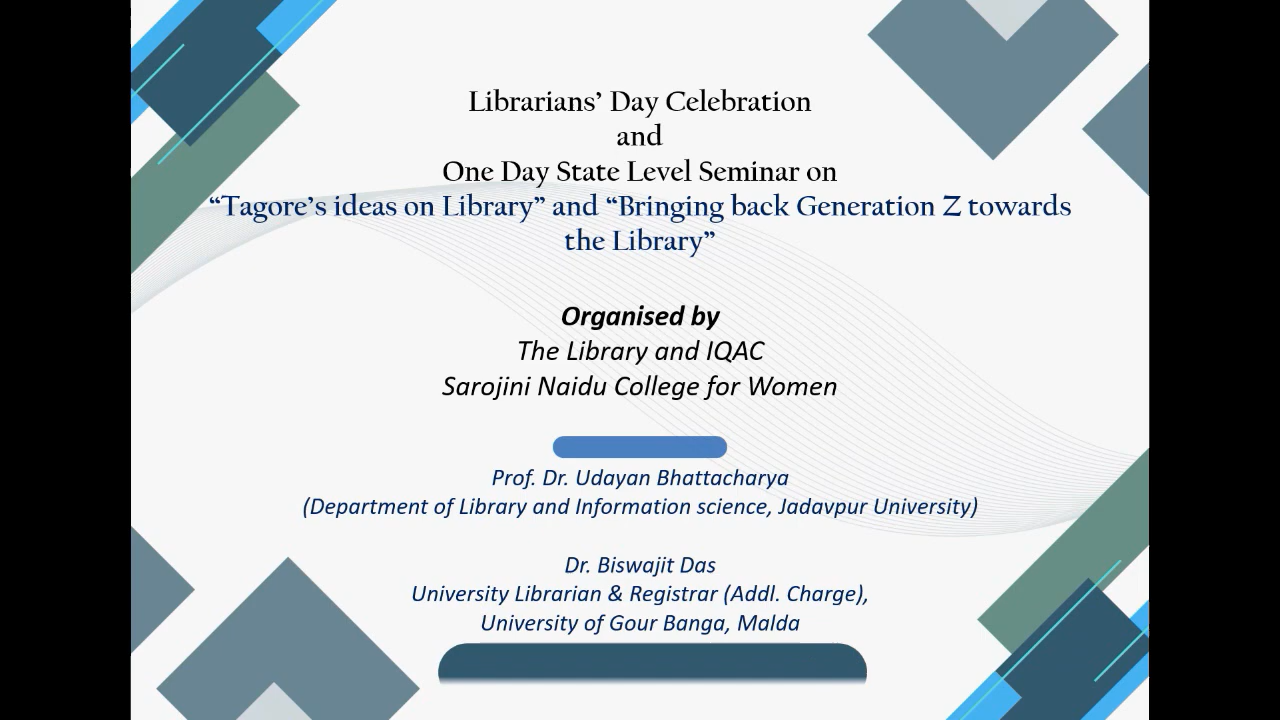 Librarians’ Day Celebration
and
One Day State Level Seminar on
“Tagore’s ideas on Library” and “Bringing back Generation Z towards
the Library”
Organised by
The Library and IQAC
Sarojini Naidu College for Women
Prof. Dr. Udayan Bhattacharya
(Department of Library and Information science, Jadavpur University)
Dr. Biswajit Das
University Librarian & Registrar (Addl. Charge),
University of Gour Banga, Malda